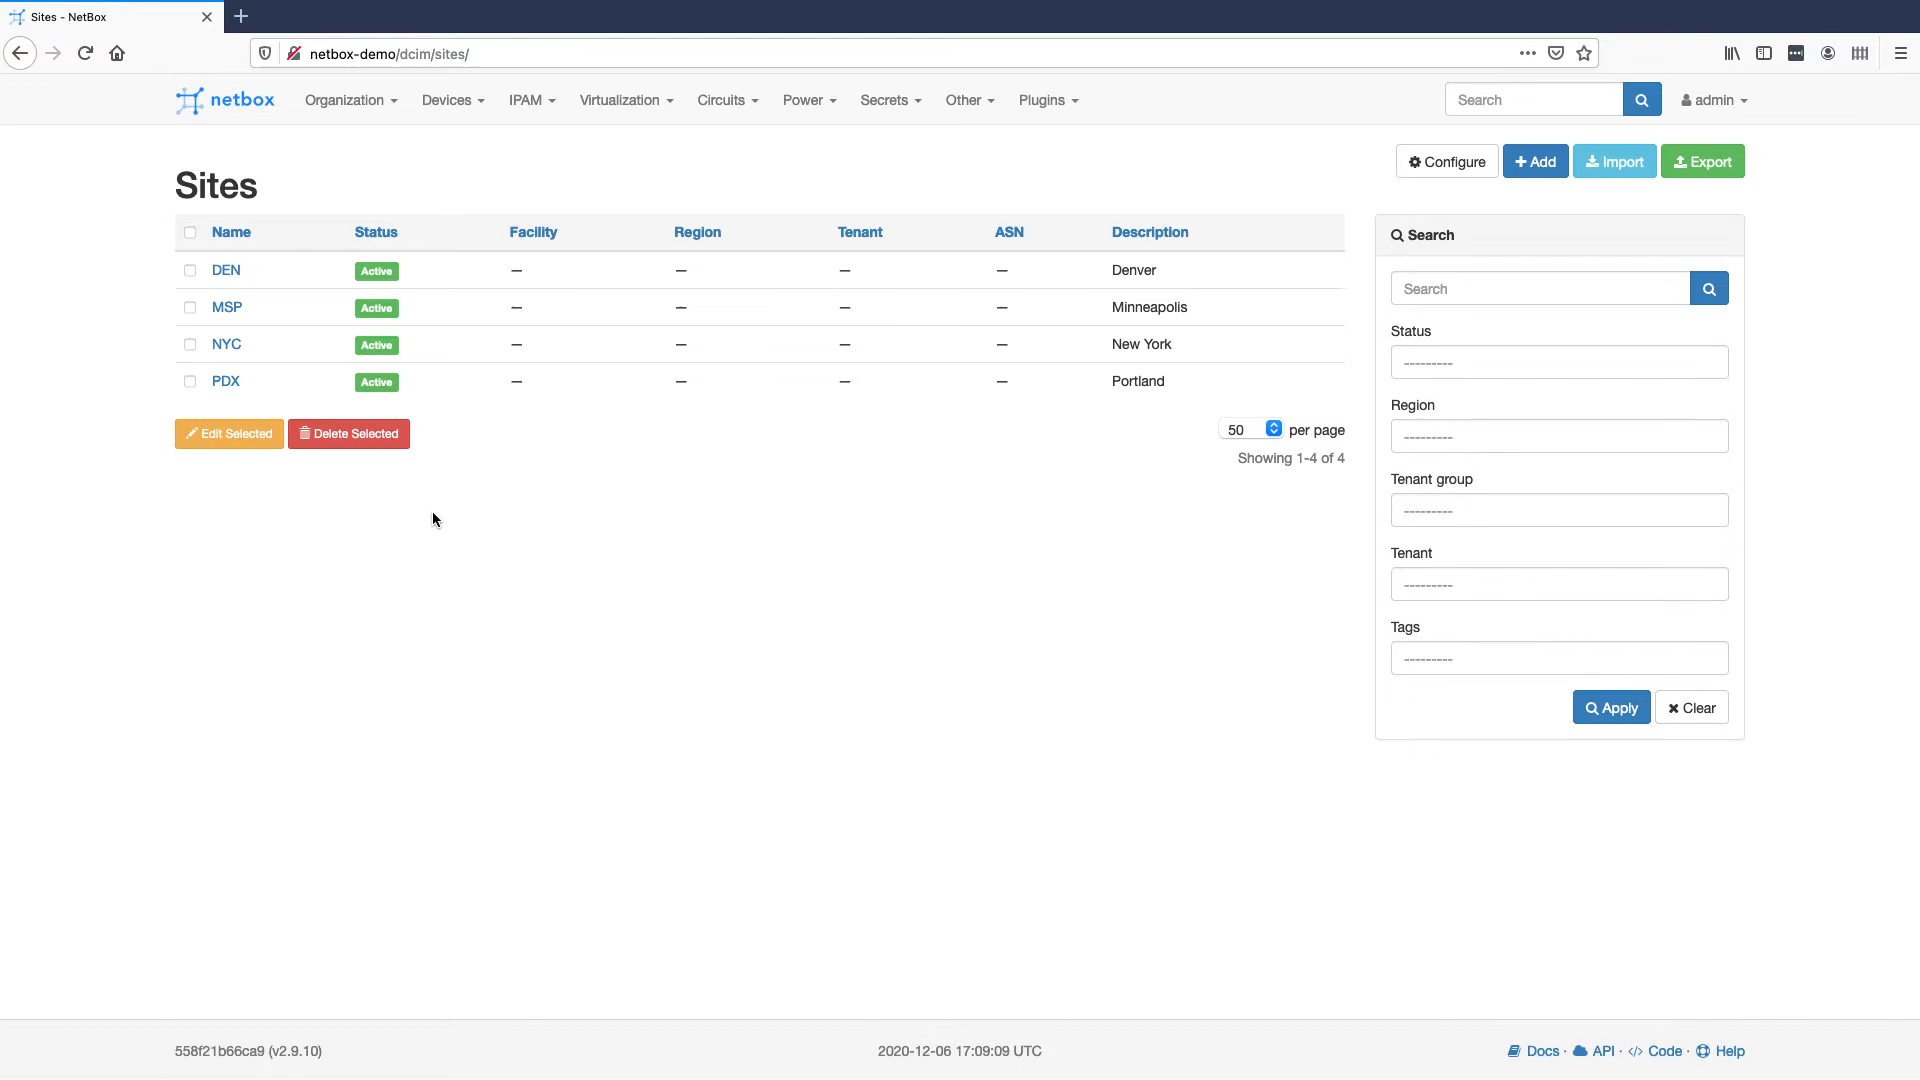 Sites - NetBox
netbox-demo/dcim/sites/
netbox Organization Devices IPAM Virtualization Circuits Power Secrets Other Plugins Search admin
Configure Add Import Export
Sites
Name Status Facility Region Tenant ASN Description
DEN Active — — — — Denver
MSP Active — — — — Minneapolis
NYC Active — — — — New York
PDX Active — — — — Portland
Edit Selected Delete Selected
50 per page
Showing 1-4 of 4
Search
Search
Status
---------
Region
---------
Tenant group
---------
Tenant
---------
Tags
---------
Apply Clear
558f21b66ca9 (v2.9.10) 2020-12-06 17:09:09 UTC Docs · API · Code · Help